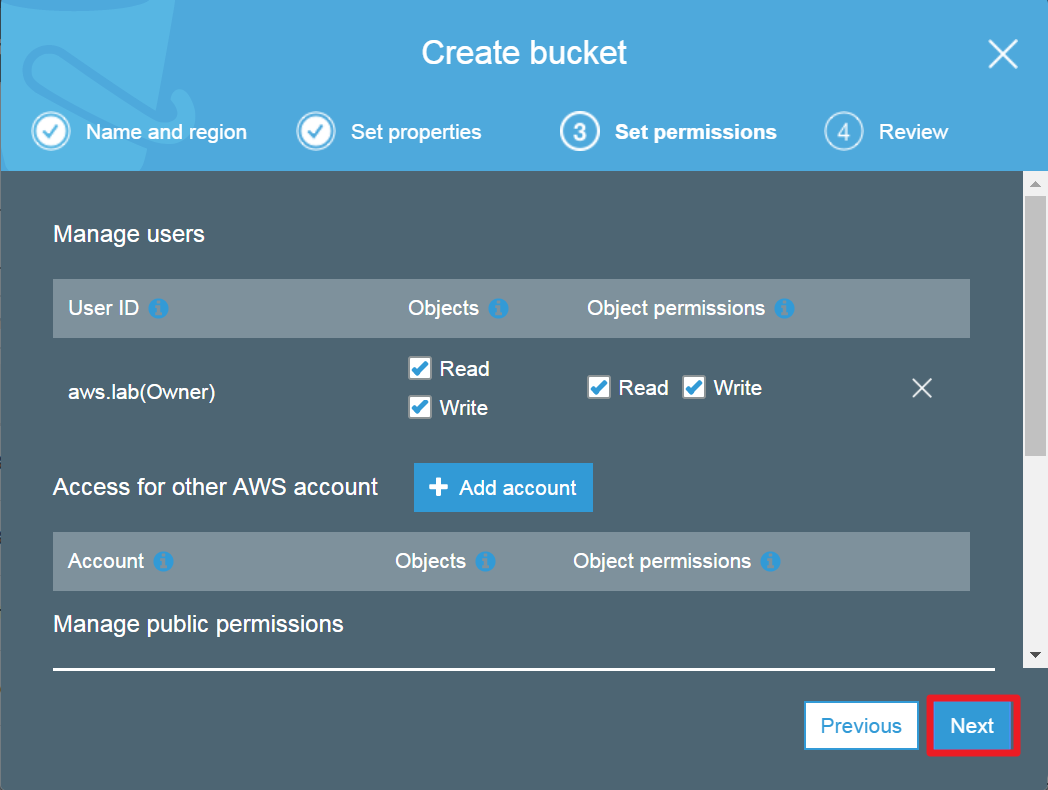 Create bucket
Name and region Set properties 3 Set permissions 4 Review
Manage users
User ID Objects Object permissions
aws.lab(Owner) Read Write Read Write
Access for other AWS account Add account
Account Objects Object permissions
Manage public permissions
Previous Next